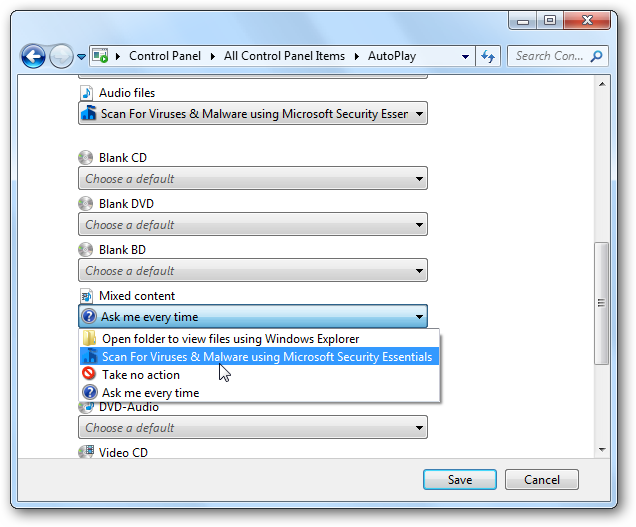 Control Panel ▸ All Control Panel Items ▸ AutoPlay
Search Con...
Audio files
Scan For Viruses & Malware using Microsoft Security Esser
Blank CD
Choose a default
Blank DVD
Choose a default
Blank BD
Choose a default
Mixed content
Ask me every time
Open folder to view files using Windows Explorer
Scan For Viruses & Malware using Microsoft Security Essentials
Take no action
Ask me every time
DVD-Audio
Choose a default
Video CD
Save
Cancel